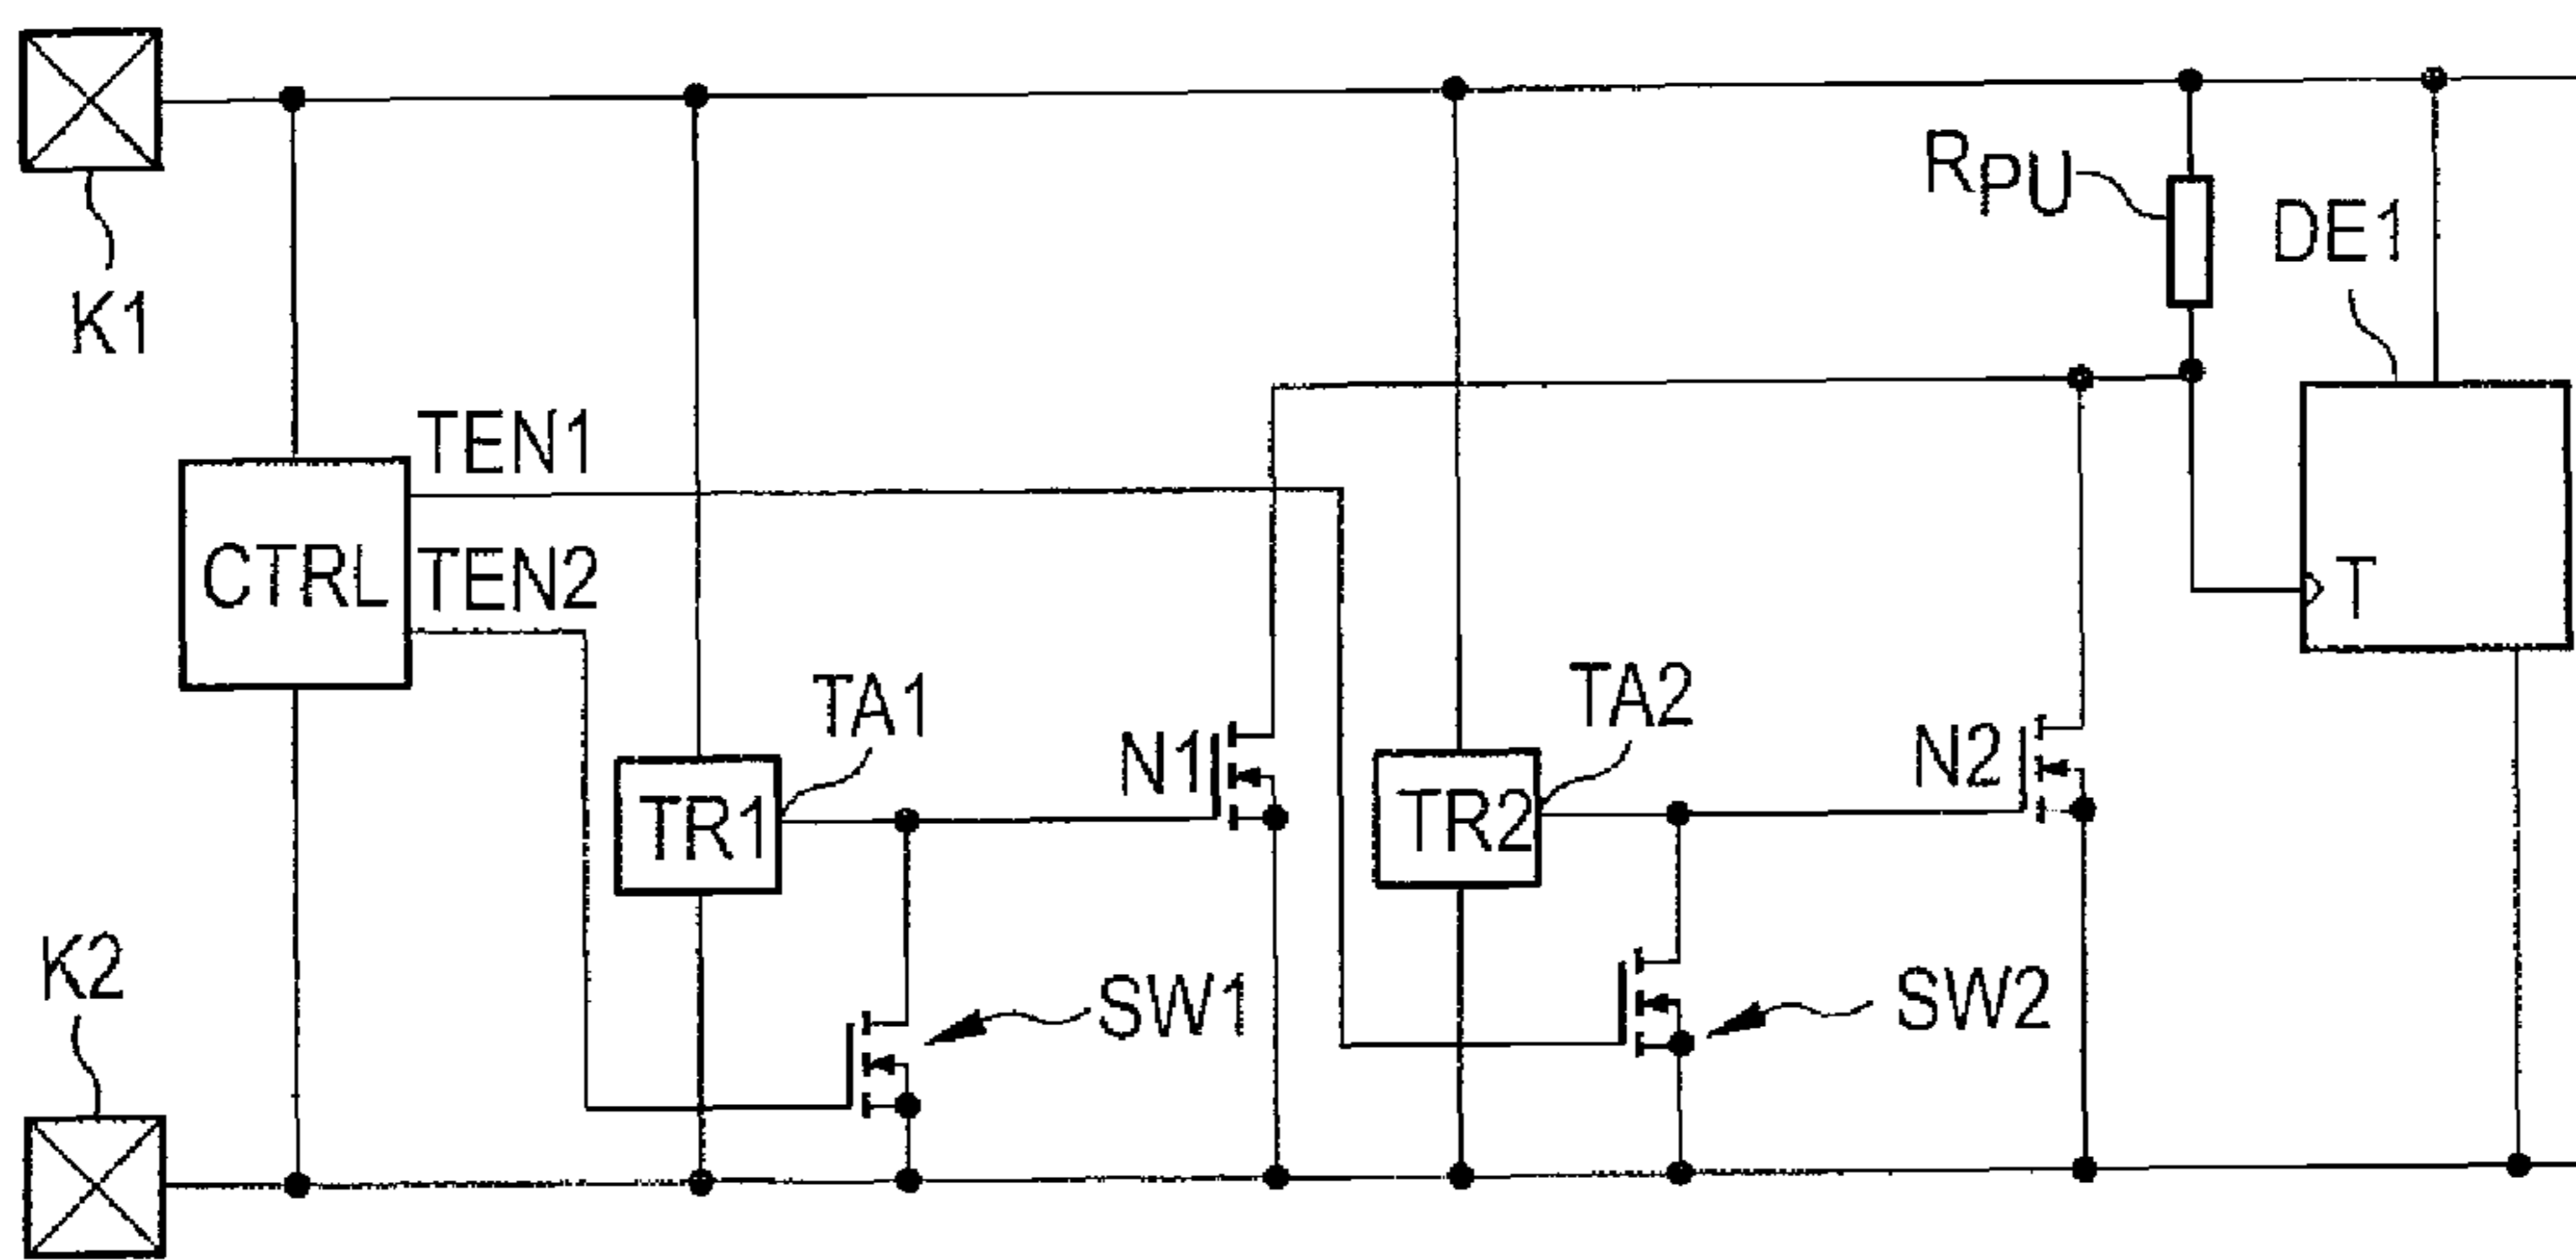 K1
RPU
DE1
TEN1
CTRL
TEN2
T
TA1
TR1
N1
TA2
TR2
N2
K2
SW1
SW2